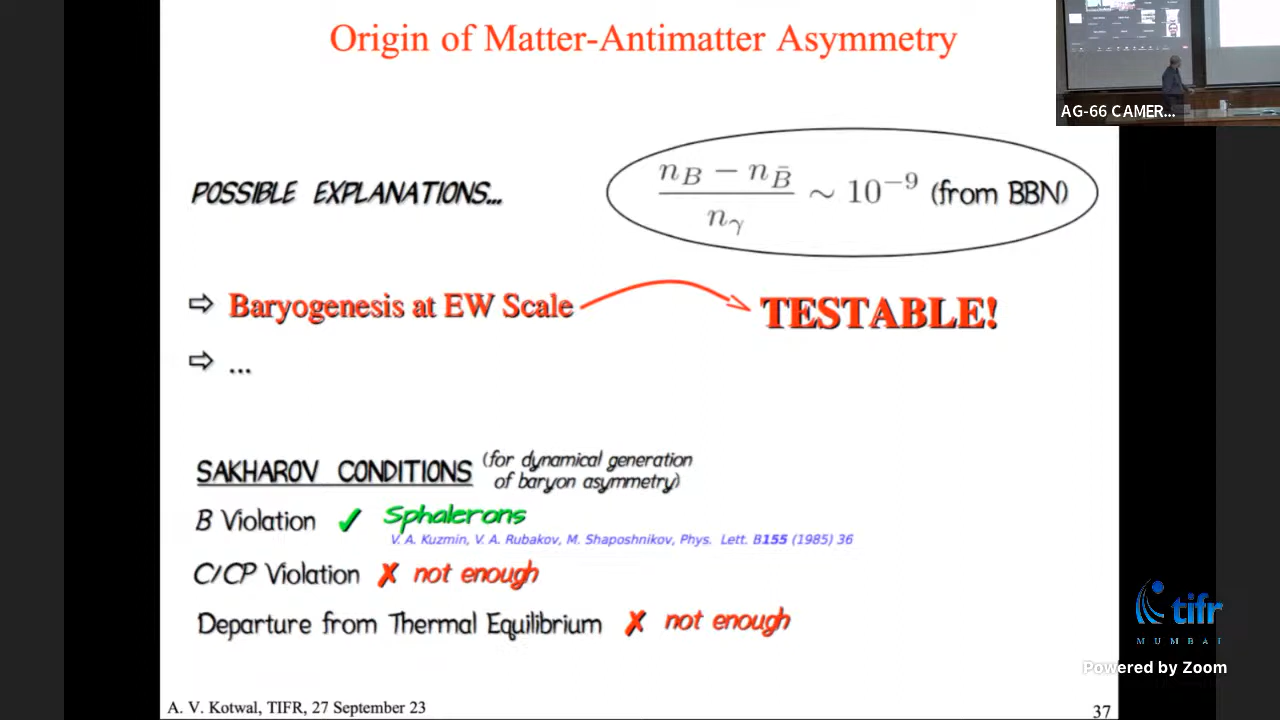 Origin of Matter-Antimatter Asymmetry
AG-66 CAMER...
POSSIBLE EXPLANATIONS...
n_B − n_B̄ / n_γ ∼ 10⁻⁹ (from BBN)
⇨ Baryogenesis at EW Scale
TESTABLE!
⇨ ...
SAKHAROV CONDITIONS (for dynamical generation
of baryon asymmetry)
B Violation ✓ Sphalerons
V. A. Kuzmin, V. A. Rubakov, M. Shaposhnikov, Phys. Lett. B155 (1985) 36
C/CP Violation ✗ not enough
Departure from Thermal Equilibrium ✗ not enough
tifr
MUMBAI
Powered by Zoom
A. V. Kotwal, TIFR, 27 September 23
37